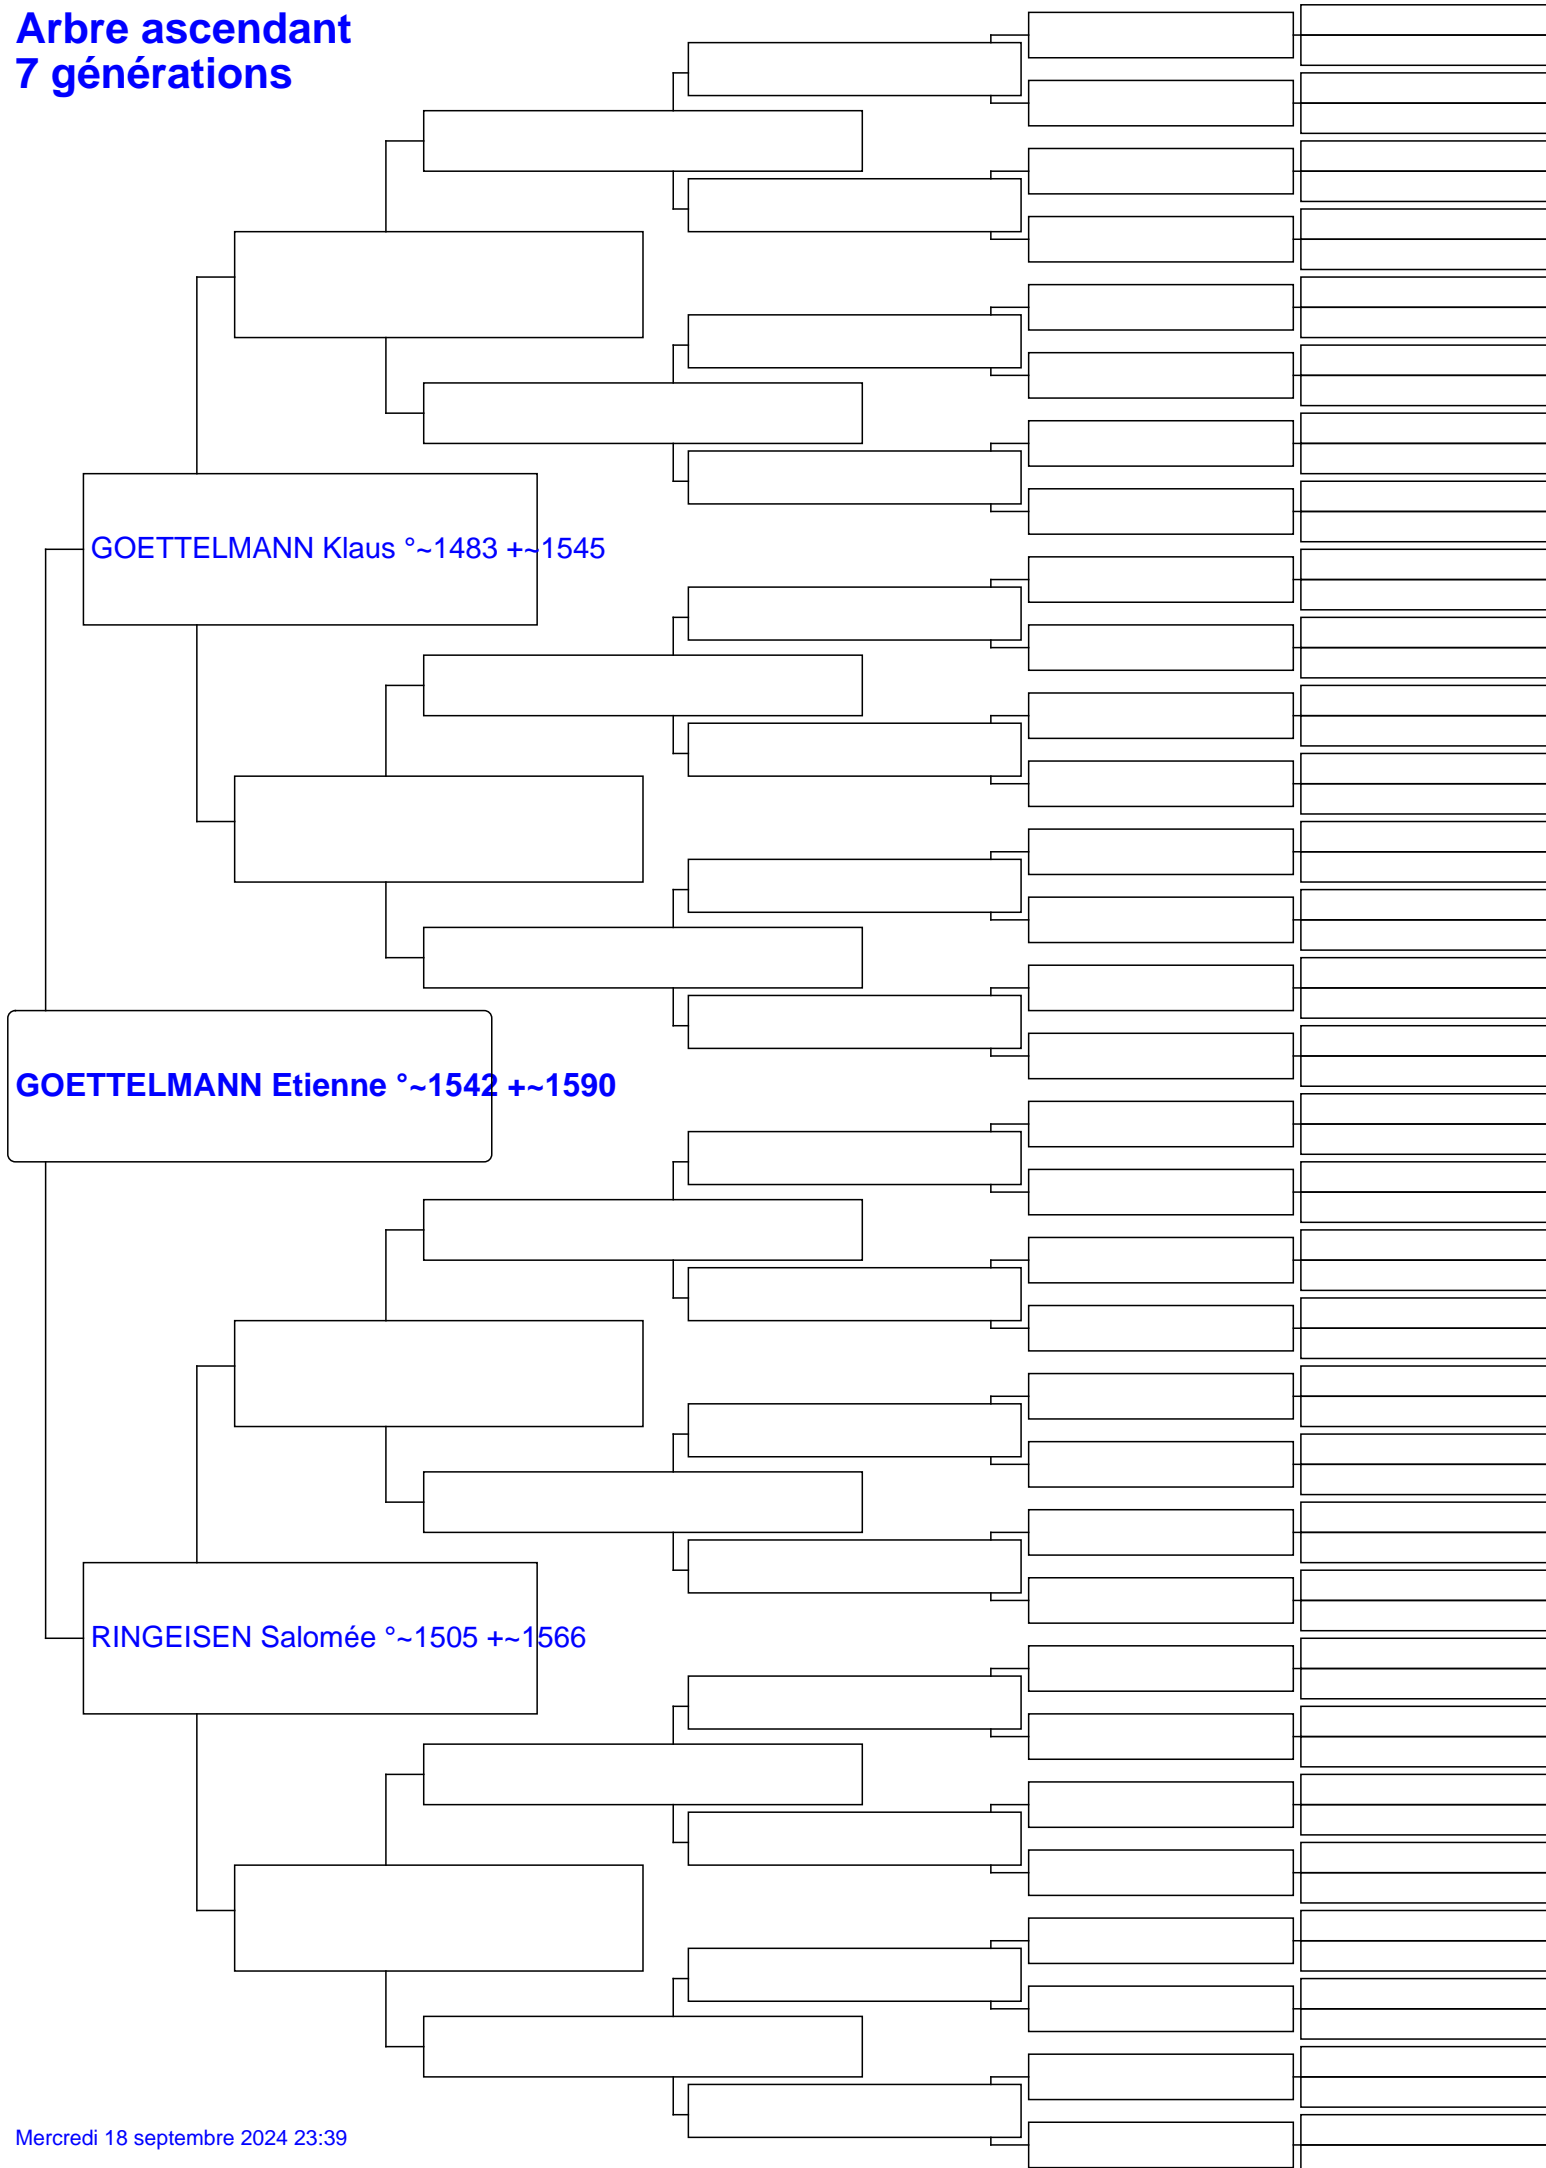 Arbre ascendant
7 générations
GOETTELMANN Klaus °~1483 +~1545
GOETTELMANN Etienne °~1542 +~1590
RINGEISEN Salomée °~1505 +~1566
Mercredi 18 septembre 2024 23:39